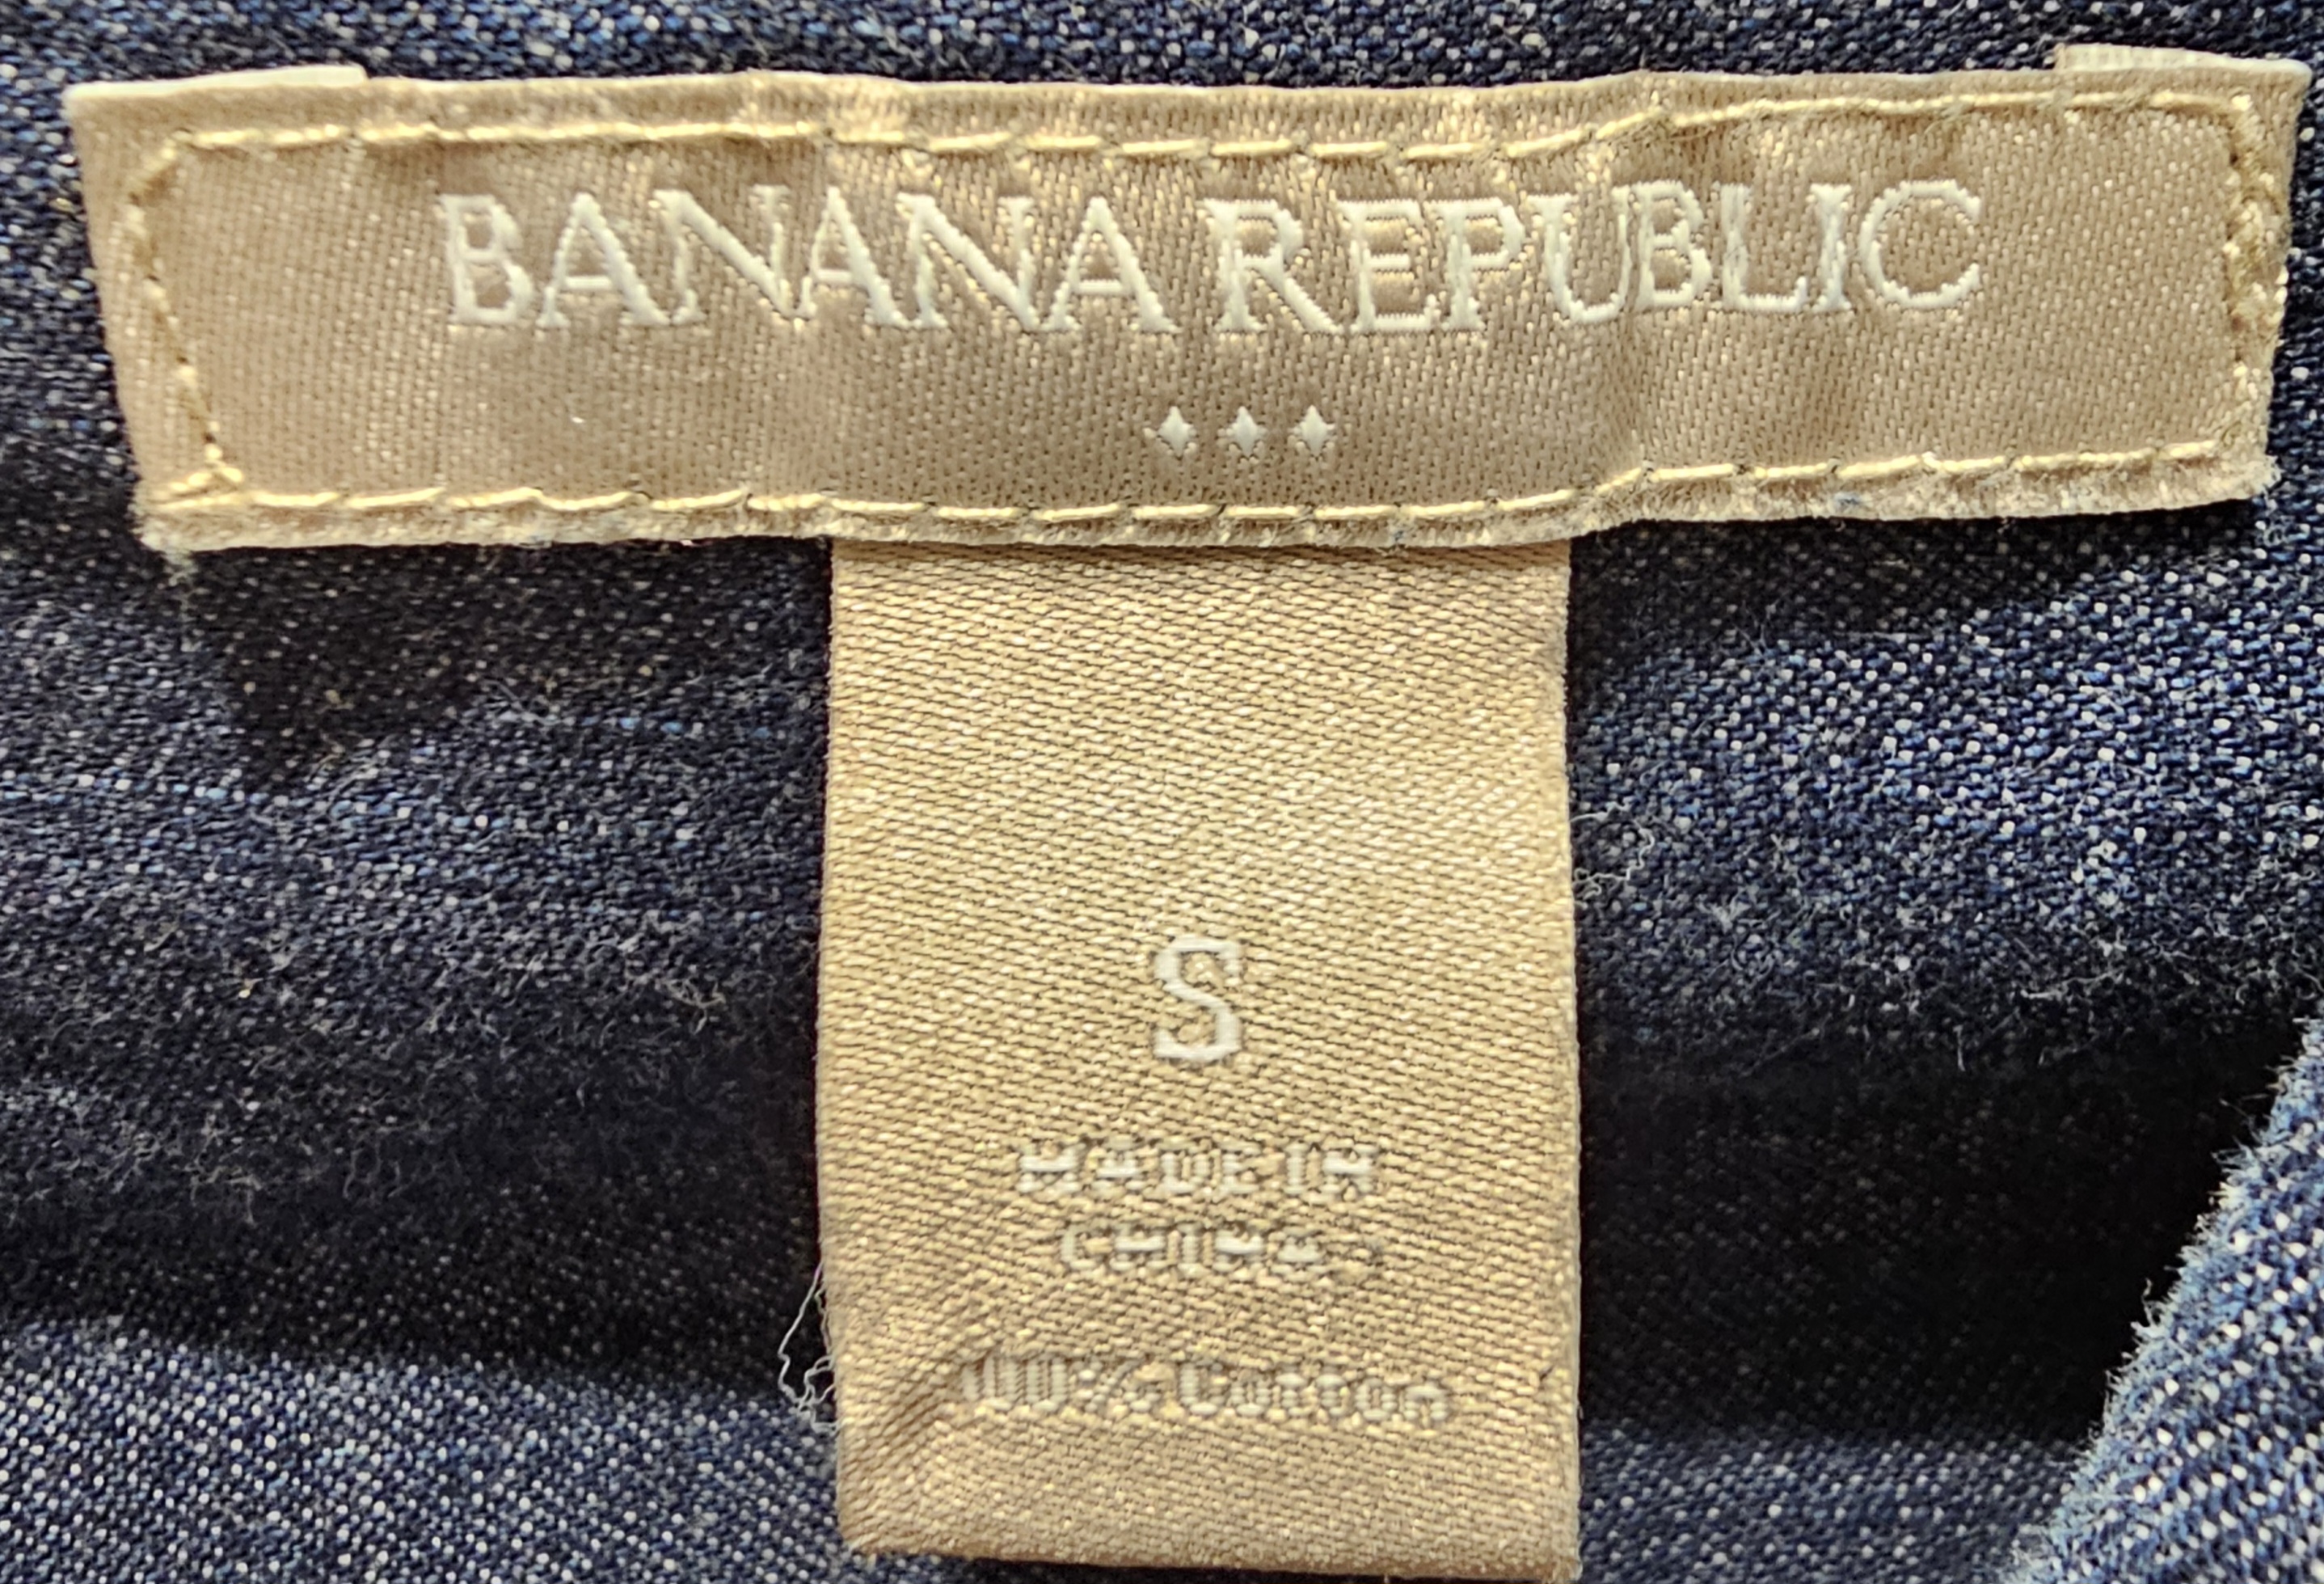 BANANA REPUBLIC
S
MADE IN
CHINA
100% Cotton